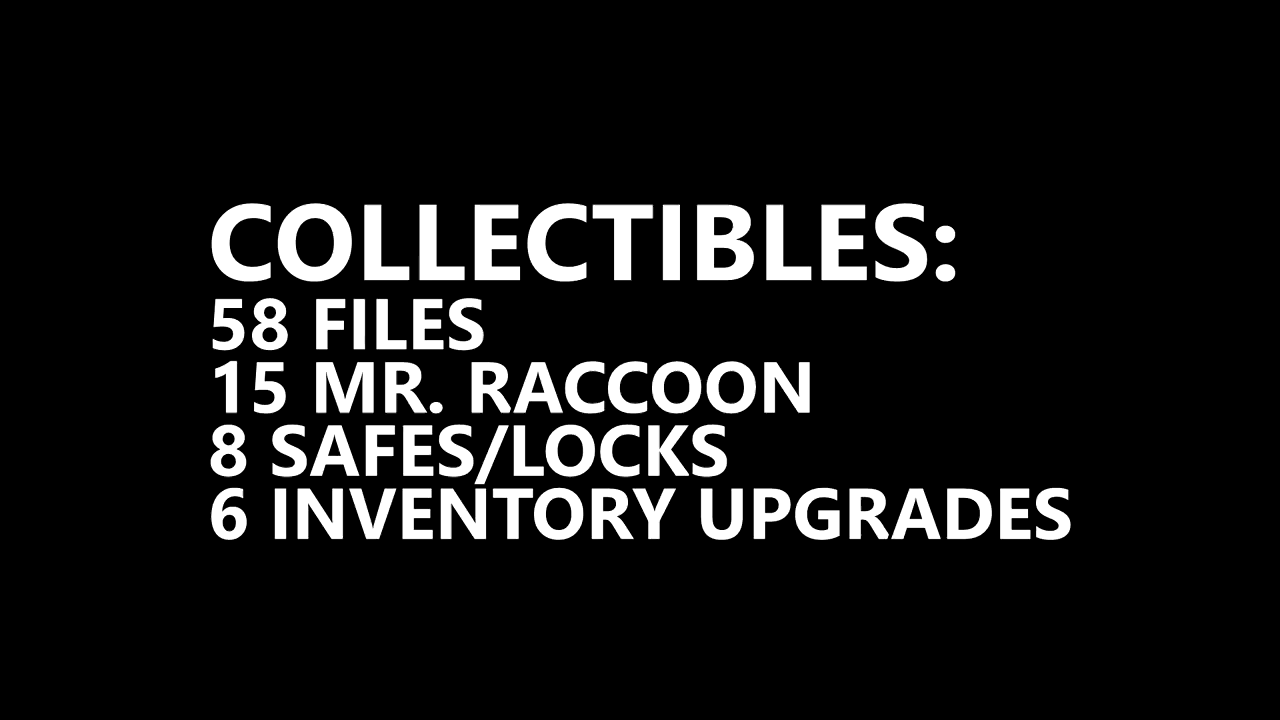 COLLECTIBLES:
58 FILES
15 MR. RACCOON
8 SAFES/LOCKS
6 INVENTORY UPGRADES